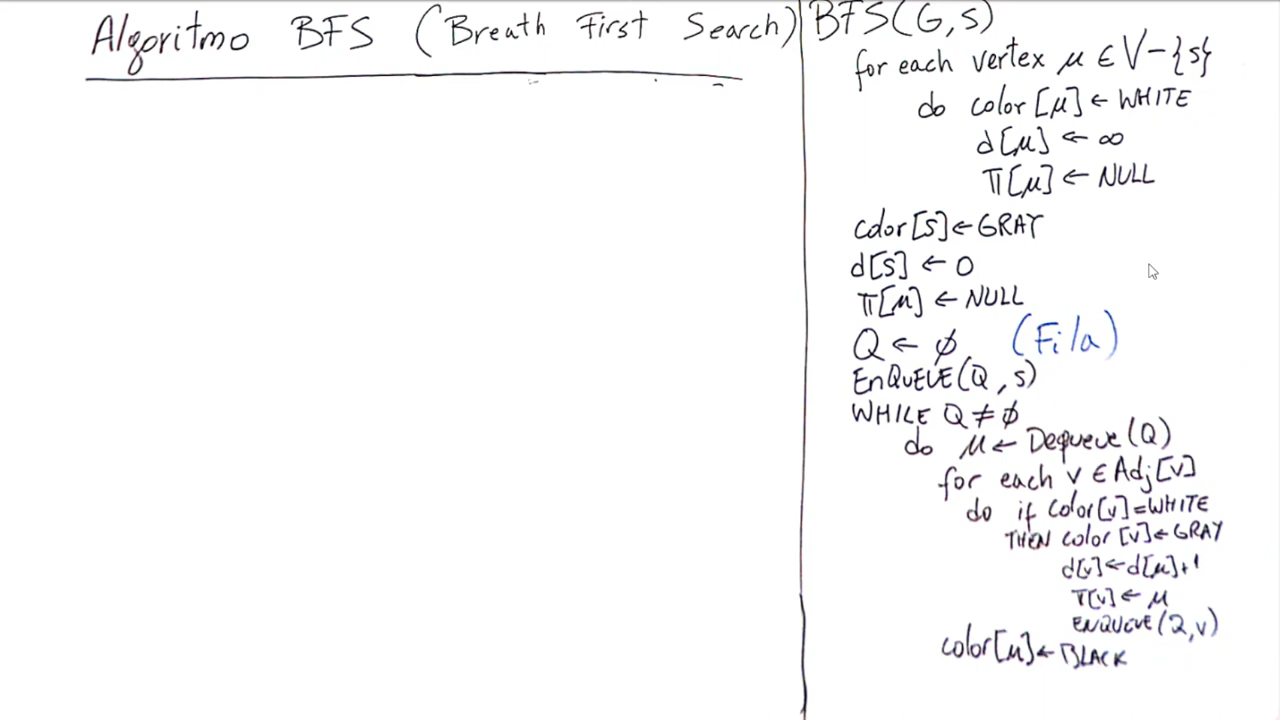 Algoritmo BFS (Breath First Search)
BFS(G,S)
for each vertex μ ∈ V-{s}
do color[μ] ← WHITE
d[μ] ← ∞
π[μ] ← NULL
color[s] ← GRAY
d[s] ← 0
π[μ] ← NULL
Q ← ∅ (Fila)
EnQUEUE(Q,s)
WHILE Q ≠ ∅
do μ ← Dequeue(Q)
for each v ∈ Adj[v]
do if color[v]=WHITE
THEN color[v] ← GRAY
d[v] ← d[μ]+1
π[v] ← μ
ENQUEUE(Q,v)
color[μ] ← BLACK